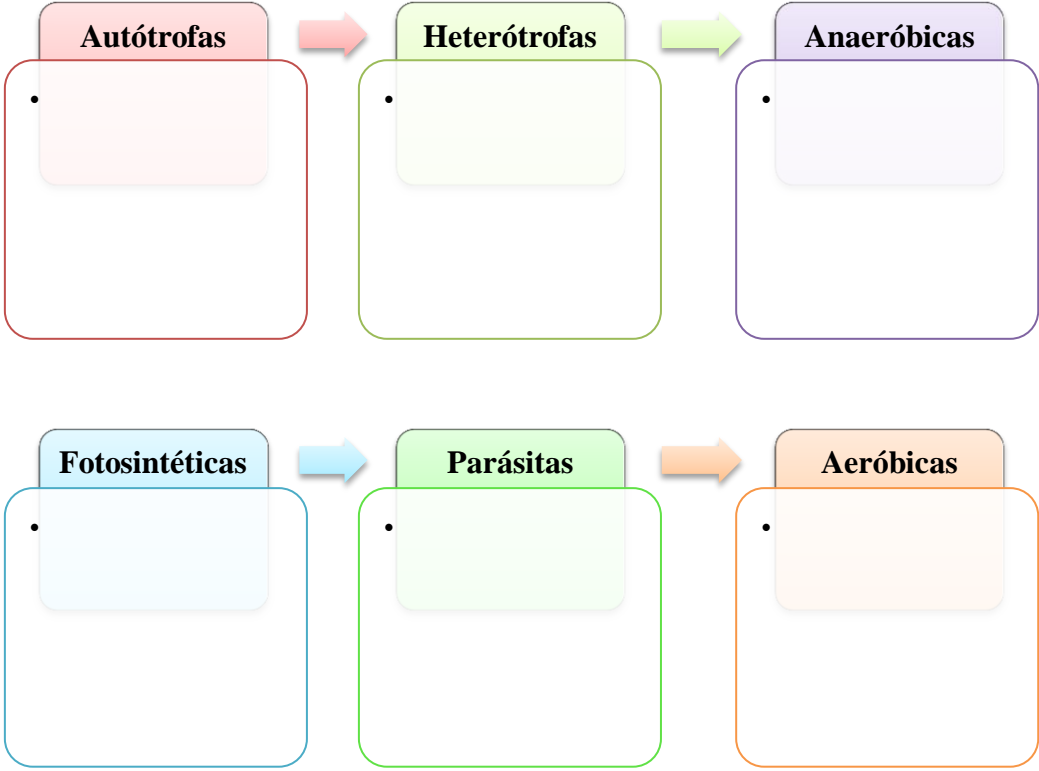 Autótrofas
Heterótrofas
Anaeróbicas
•
•
•
Fotosintéticas
Parásitas
Aeróbicas
•
•
•